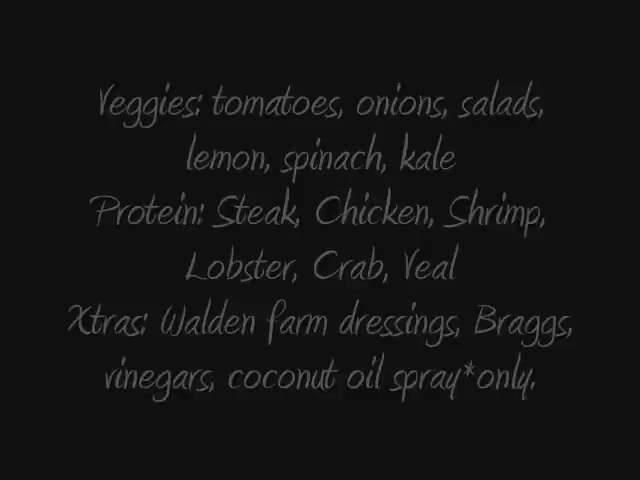 Veggies: tomatoes, onions, salads,
lemon, spinach, kale
Protein: Steak, Chicken, Shrimp,
Lobster, Crab, Veal
Xtras: Walden farm dressings, Braggs,
vinegars, coconut oil spray*only.